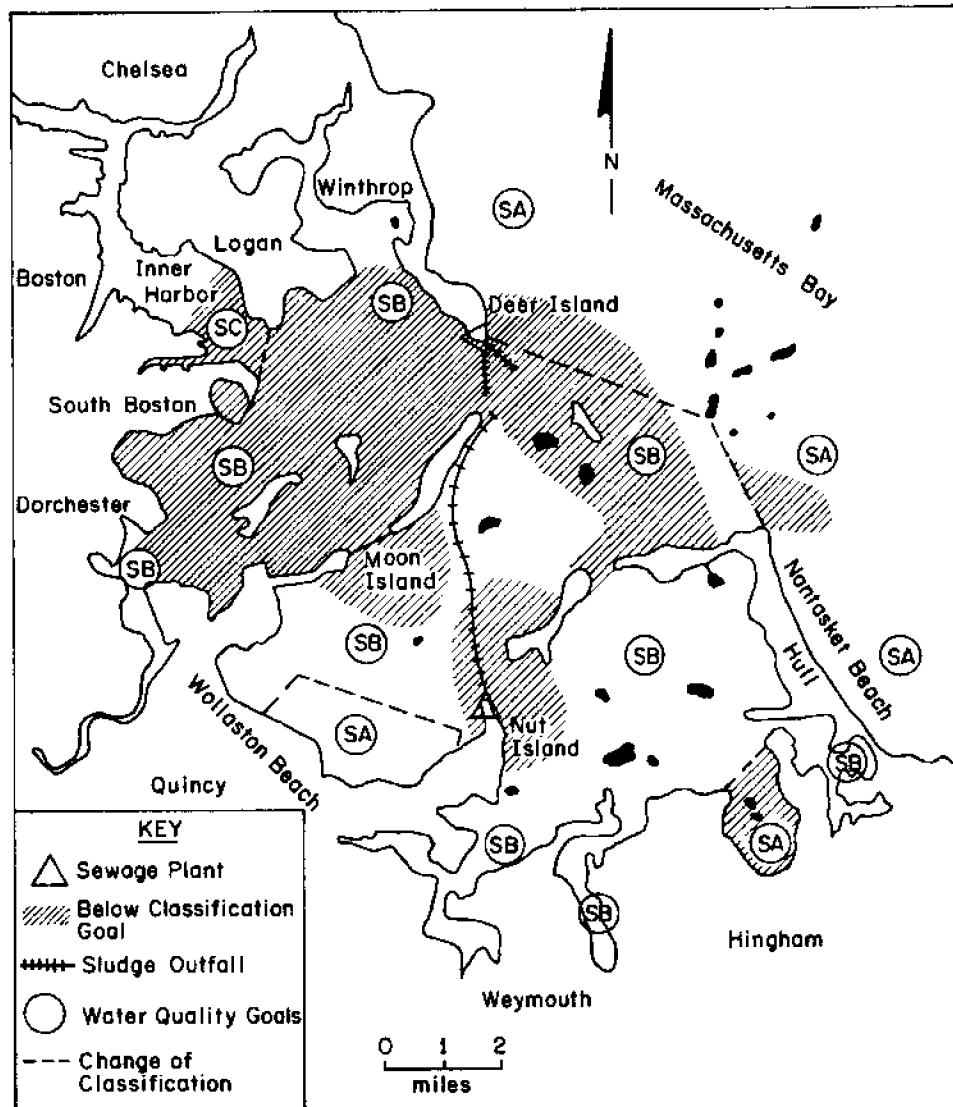 Chelsea
Winthrop
N
SA
Massachusetts Bay
Logan
Boston
Inner
Harbor
SB
Deer Island
SC
South Boston
SB
SB
SA
Dorchester
SB
Moon
Island
Nantasket Beach
SB
SB
Hull
SA
Wollaston Beach
SA
Nut
Island
SB
Quincy
KEY
Sewage Plant
Below Classification
Goal
Sludge Outfall
Water Quality Goals
Change of
Classification
SB
SA
SB
Hingham
Weymouth
0 1 2
miles